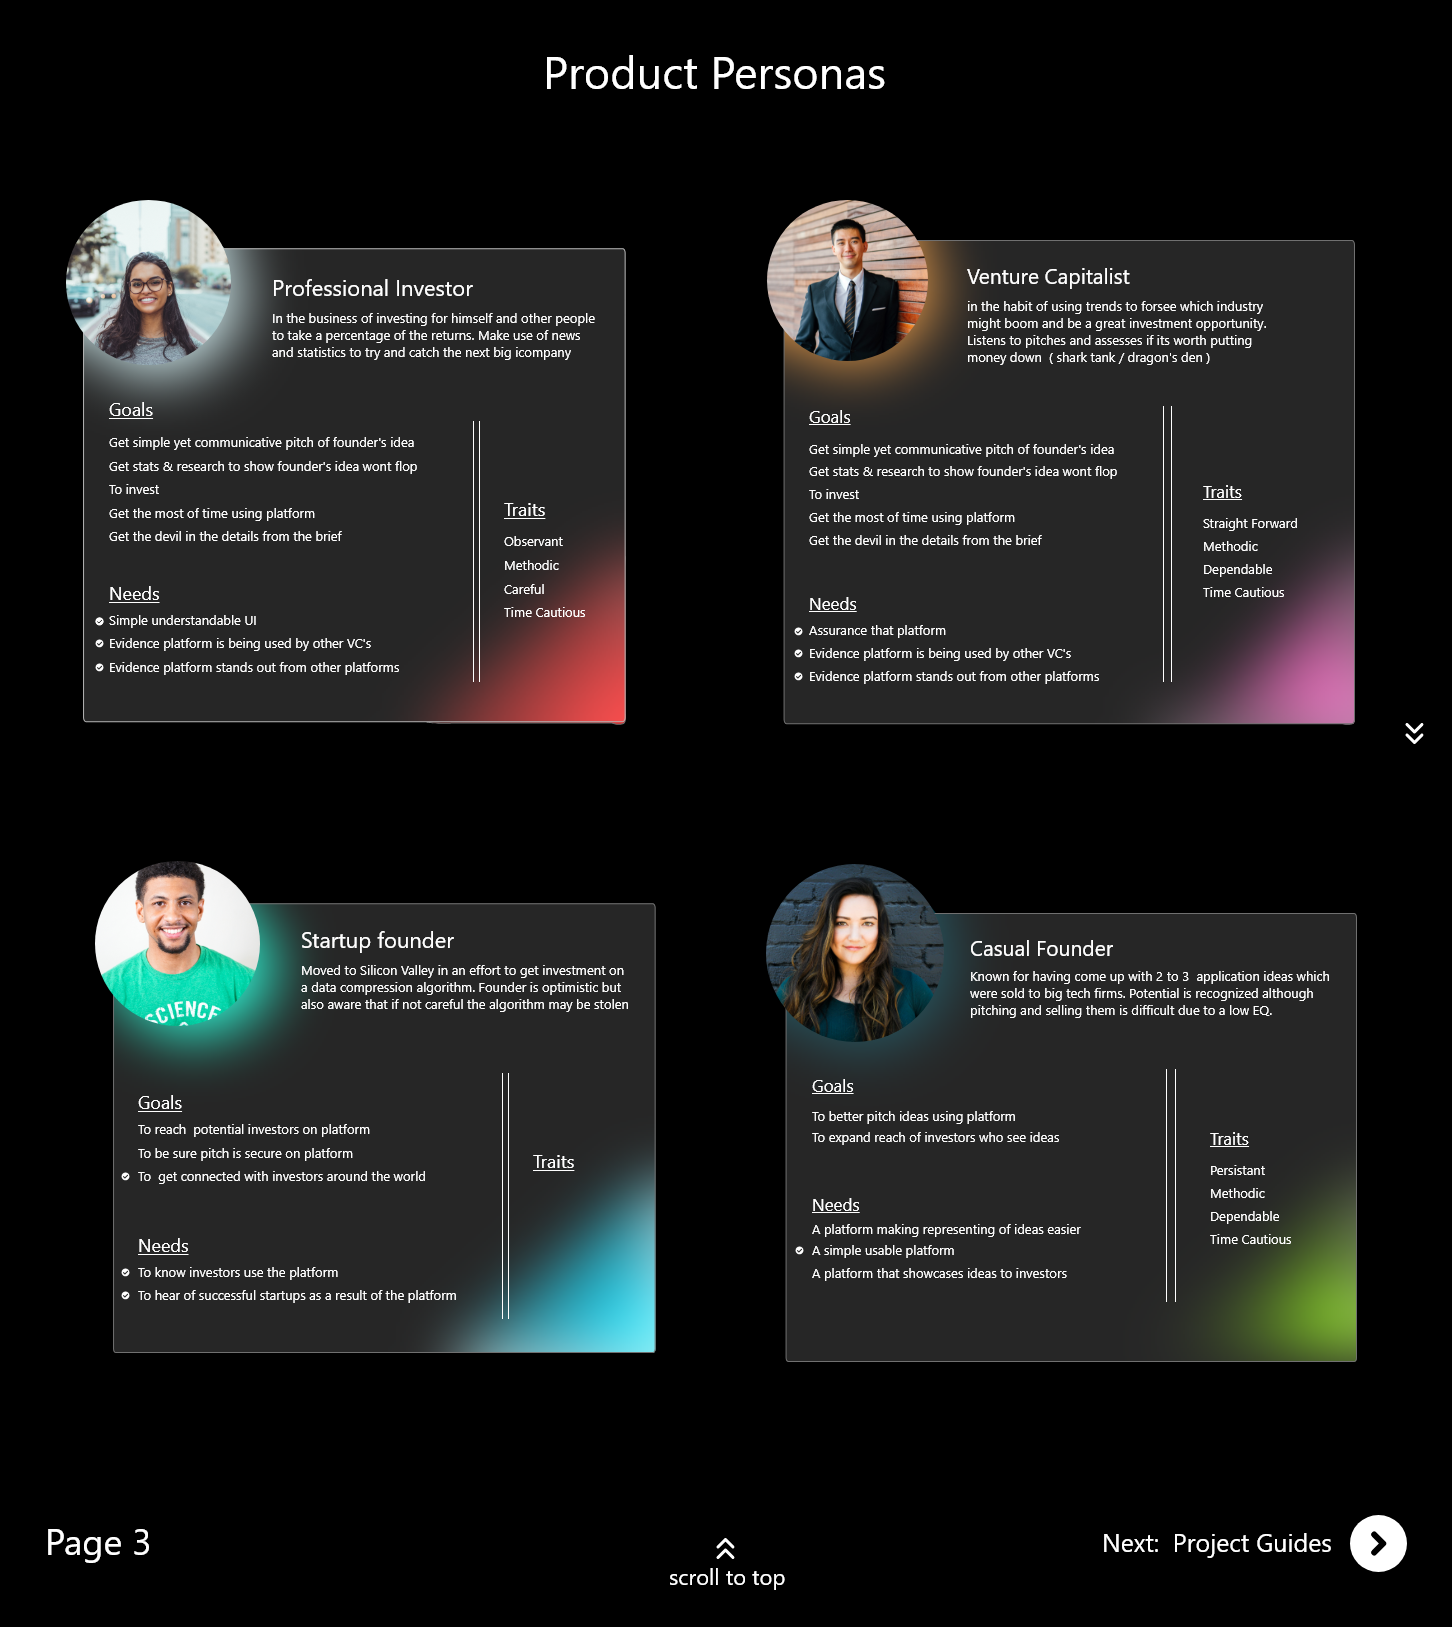 Product Personas
Professional Investor
In the business of investing for himself and other people
to take a percentage of the returns. Make use of news
and statistics to try and catch the next big icompany
Goals
Get simple yet communicative pitch of founder's idea
Get stats & research to show founder's idea wont flop
To invest
Get the most of time using platform
Get the devil in the details from the brief
Needs
Simple understandable UI
Evidence platform is being used by other VC's
Evidence platform stands out from other platforms
Traits
Observant
Methodic
Careful
Time Cautious
Venture Capitalist
in the habit of using trends to forsee which industry
might boom and be a great investment opportunity.
Listens to pitches and assesses if its worth putting
money down ( shark tank / dragon's den )
Goals
Get simple yet communicative pitch of founder's idea
Get stats & research to show founder's idea wont flop
To invest
Get the most of time using platform
Get the devil in the details from the brief
Needs
Assurance that platform
Evidence platform is being used by other VC's
Evidence platform stands out from other platforms
Traits
Straight Forward
Methodic
Dependable
Time Cautious
SCIENCE
Startup founder
Moved to Silicon Valley in an effort to get investment on
a data compression algorithm. Founder is optimistic but
also aware that if not careful the algorithm may be stolen
Goals
To reach potential investors on platform
To be sure pitch is secure on platform
To get connected with investors around the world
Needs
To know investors use the platform
To hear of successful startups as a result of the platform
Traits
Casual Founder
Known for having come up with 2 to 3 application ideas which
were sold to big tech firms. Potential is recognized although
pitching and selling them is difficult due to a low EQ.
Goals
To better pitch ideas using platform
To expand reach of investors who see ideas
Needs
A platform making representing of ideas easier
A simple usable platform
A platform that showcases ideas to investors
Traits
Persistant
Methodic
Dependable
Time Cautious
Page 3
scroll to top
Next: Project Guides